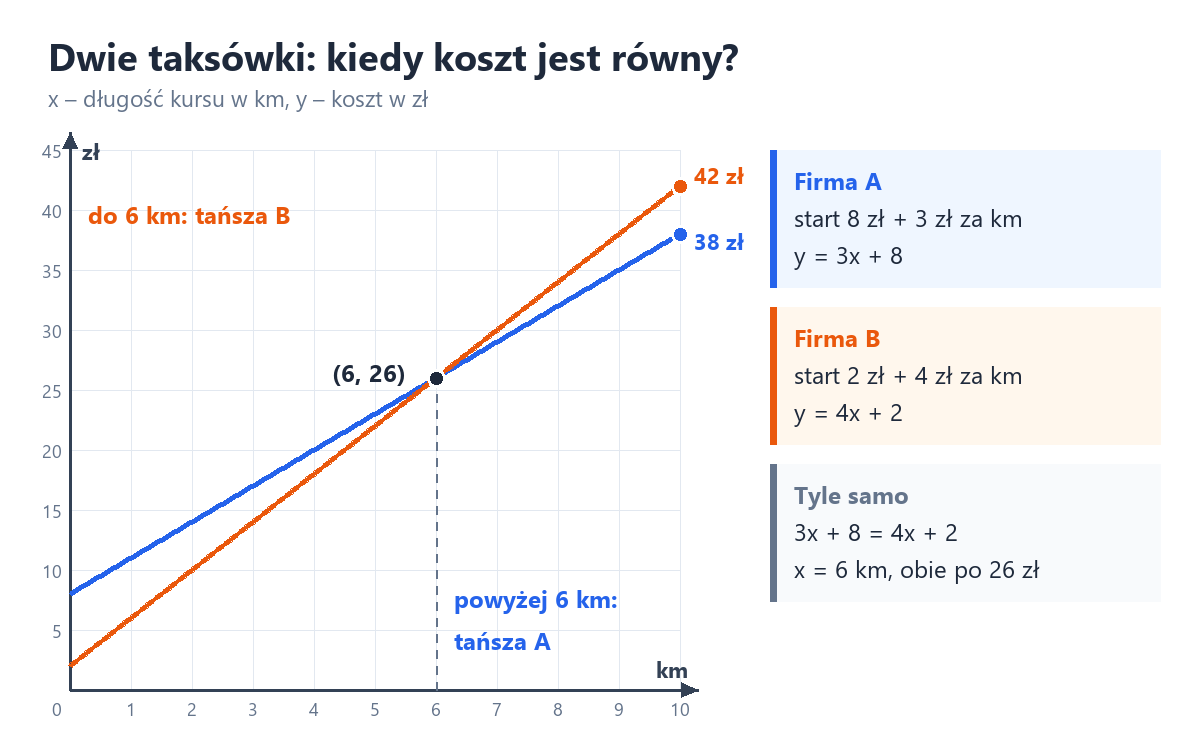 Dwie taksówki: kiedy koszt jest równy?
x – długość kursu w km, y – koszt w zł
zł
45
40
35
30
25
20
15
10
5
0
1
2
3
4
5
6
7
8
9
10
km
do 6 km: tańsza B
42 zł
38 zł
(6, 26)
powyżej 6 km:
tańsza A
Firma A
start 8 zł + 3 zł za km
y = 3x + 8
Firma B
start 2 zł + 4 zł za km
y = 4x + 2
Tyle samo
3x + 8 = 4x + 2
x = 6 km, obie po 26 zł